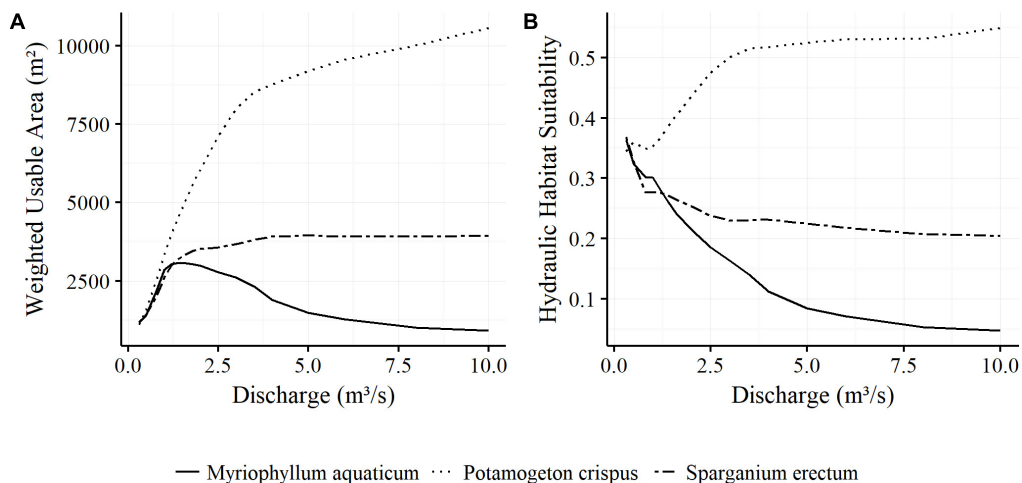 A
Weighted Usable Area (m²)
10000
7500
5000
2500
0.0 2.5 5.0 7.5 10.0
Discharge (m³/s)
B
Hydraulic Habitat Suitability
0.5
0.4
0.3
0.2
0.1
0.0 2.5 5.0 7.5 10.0
Discharge (m³/s)
Myriophyllum aquaticum Potamogeton crispus Sparganium erectum